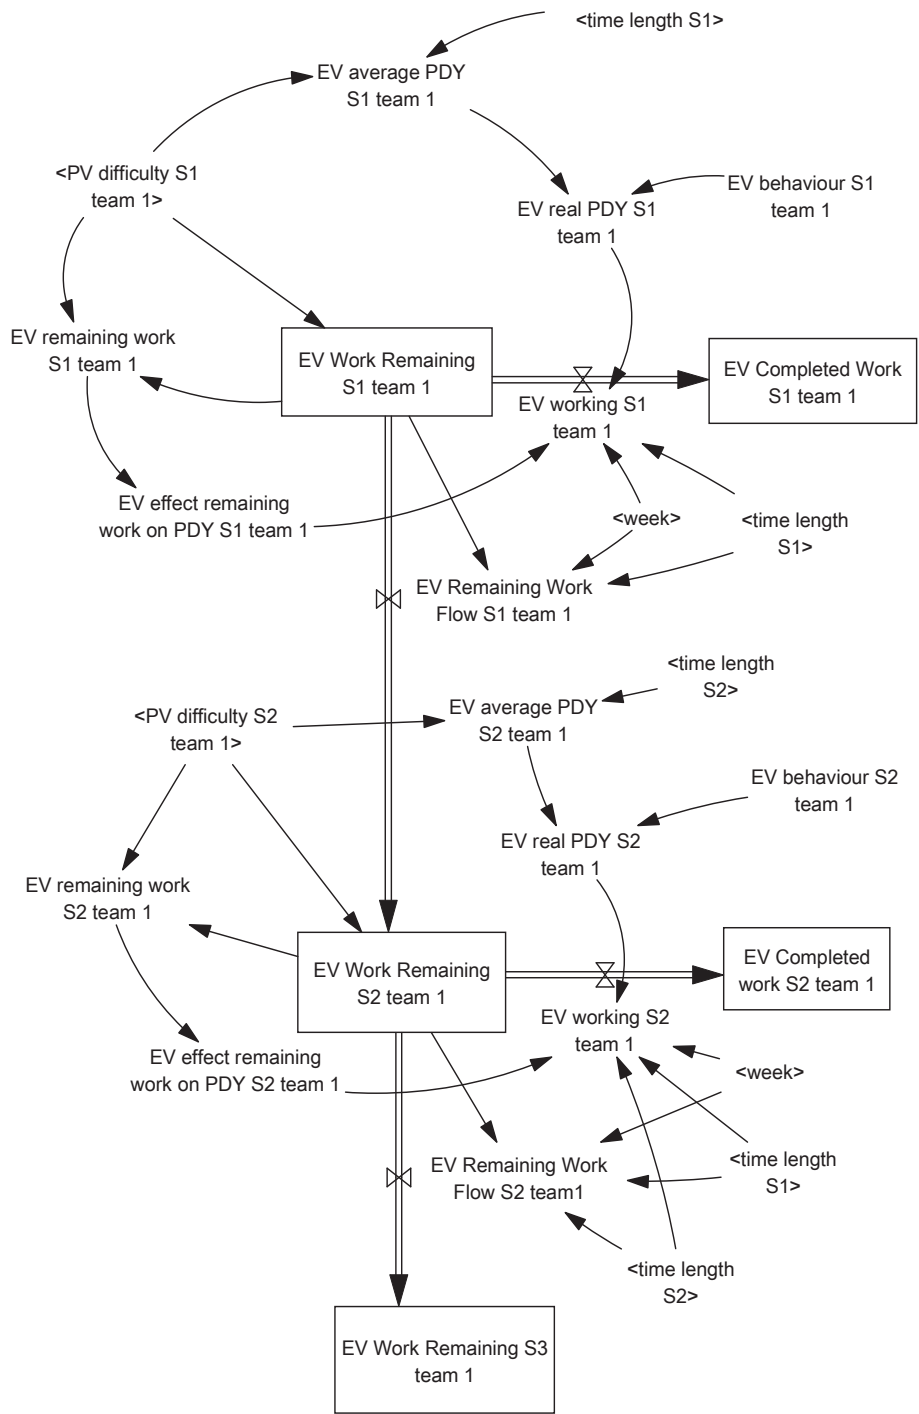 <time length S1>
EV average PDY
S1 team 1
<PV difficulty S1
team 1>
EV behaviour S1
team 1
EV real PDY S1
team 1
EV remaining work
S1 team 1
EV Work Remaining
S1 team 1
EV Completed Work
S1 team 1
EV working S1
team 1
EV effect remaining
work on PDY S1 team 1
<week>
<time length
S1>
EV Remaining Work
Flow S1 team 1
<time length
S2>
EV average PDY
S2 team 1
<PV difficulty S2
team 1>
EV behaviour S2
team 1
EV real PDY S2
team 1
EV remaining work
S2 team 1
EV Work Remaining
S2 team 1
EV Completed
work S2 team 1
EV working S2
team 1
EV effect remaining
work on PDY S2 team 1
<week>
EV Remaining Work
Flow S2 team1
<time length
S1>
<time length
S2>
EV Work Remaining S3
team 1